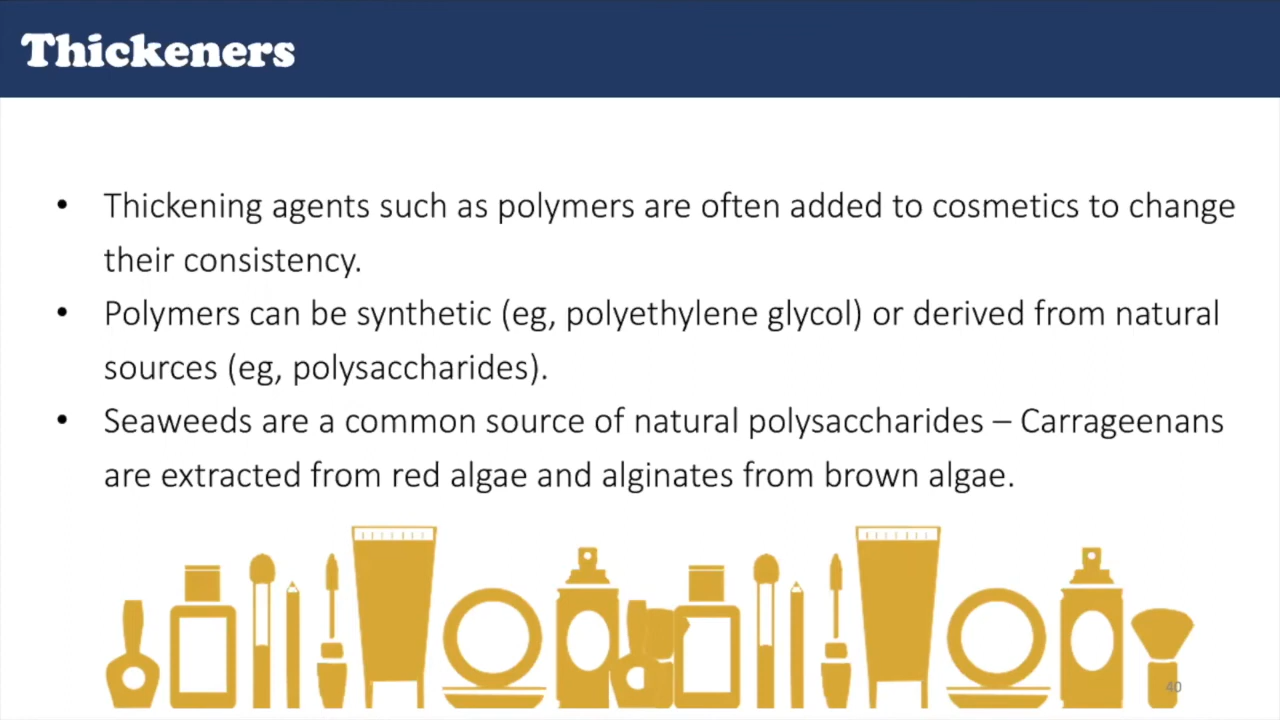 Thickeners
• Thickening agents such as polymers are often added to cosmetics to change
their consistency.
• Polymers can be synthetic (eg, polyethylene glycol) or derived from natural
sources (eg, polysaccharides).
• Seaweeds are a common source of natural polysaccharides – Carrageenans
are extracted from red algae and alginates from brown algae.
40